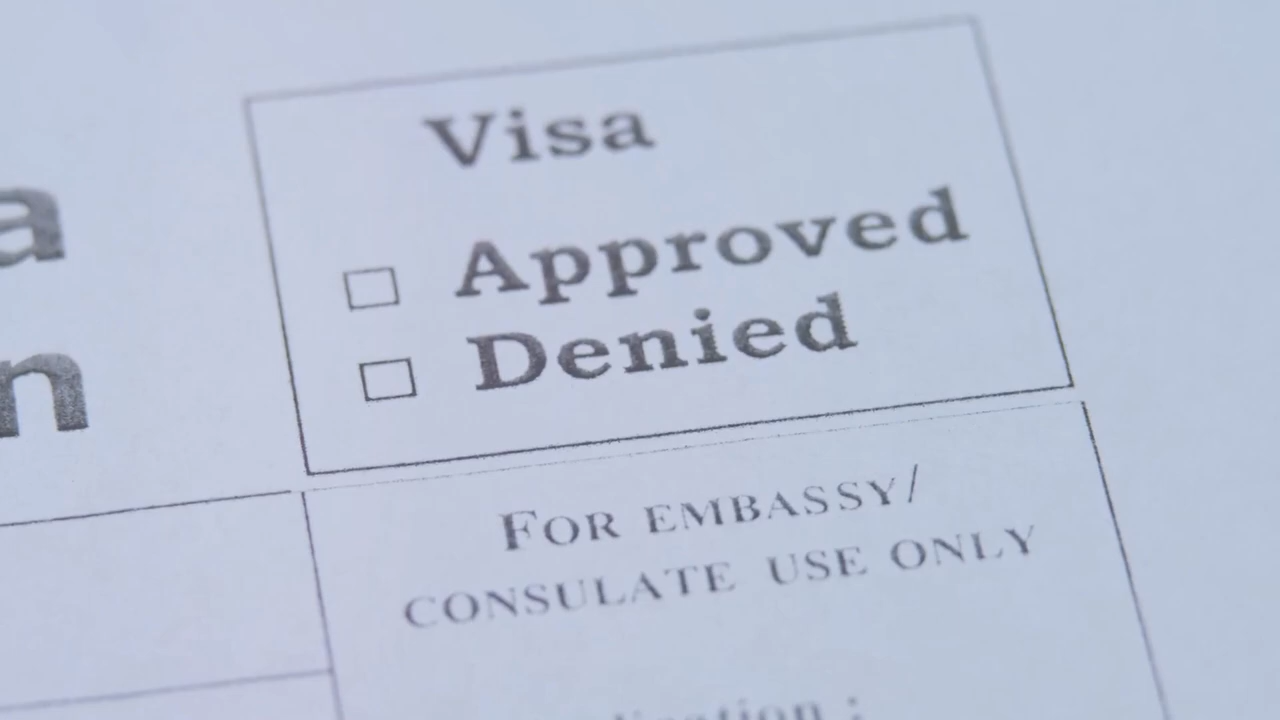 Visa
Approved
Denied
FOR EMBASSY/
CONSULATE USE ONLY